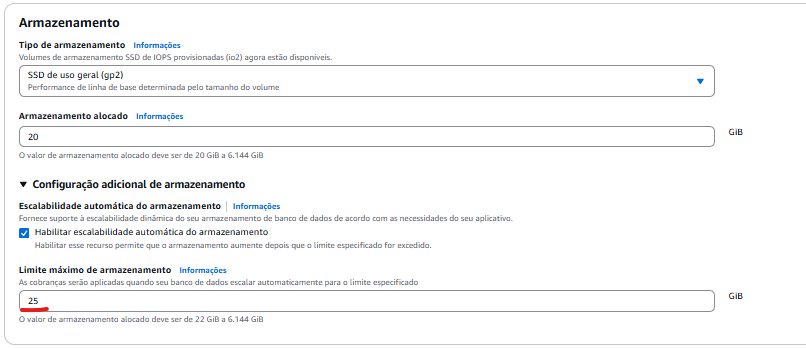 Armazenamento
Tipo de armazenamento Informações
Volumes de armazenamento SSD de IOPS provisionadas (io2) agora estão disponíveis.
SSD de uso geral (gp2)
Performance de linha de base determinada pelo tamanho do volume
Armazenamento alocado Informações
20
GiB
O valor de armazenamento alocado deve ser de 20 GiB a 6.144 GiB
Configuração adicional de armazenamento
Escalabilidade automática do armazenamento Informações
Fornece suporte à escalabilidade dinâmica do seu armazenamento de banco de dados de acordo com as necessidades do seu aplicativo.
Habilitar escalabilidade automática do armazenamento
Habilitar esse recurso permite que o armazenamento aumente depois que o limite especificado for excedido.
Limite máximo de armazenamento Informações
As cobranças serão aplicadas quando seu banco de dados escalar automaticamente para o limite especificado
25
GiB
O valor de armazenamento alocado deve ser de 22 GiB a 6.144 GiB